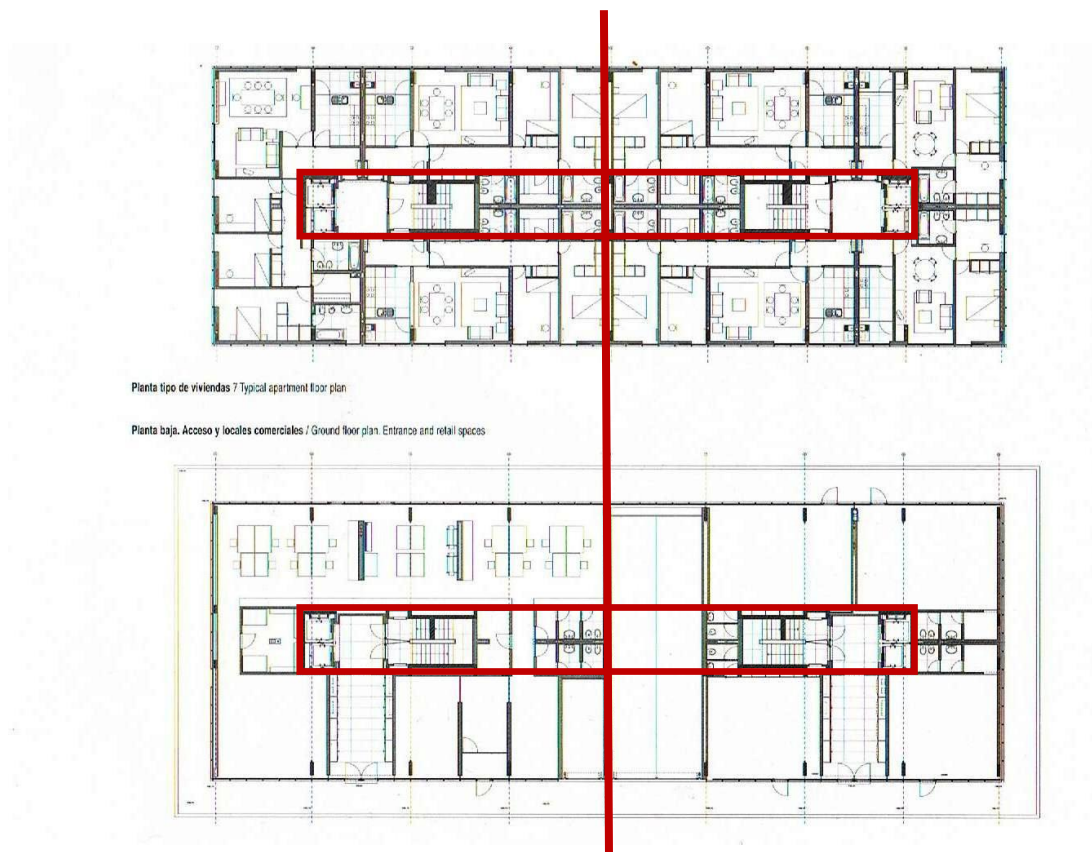 Planta tipo de viviendas / Typical apartment floor plan
Planta baja. Acceso y locales comerciales / Ground floor plan. Entrance and retail spaces